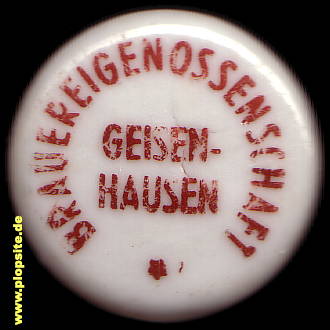 BRAUEREIGENOSSENSCHAFT
GEISEN-
HAUSEN
*
www.plopsite.de